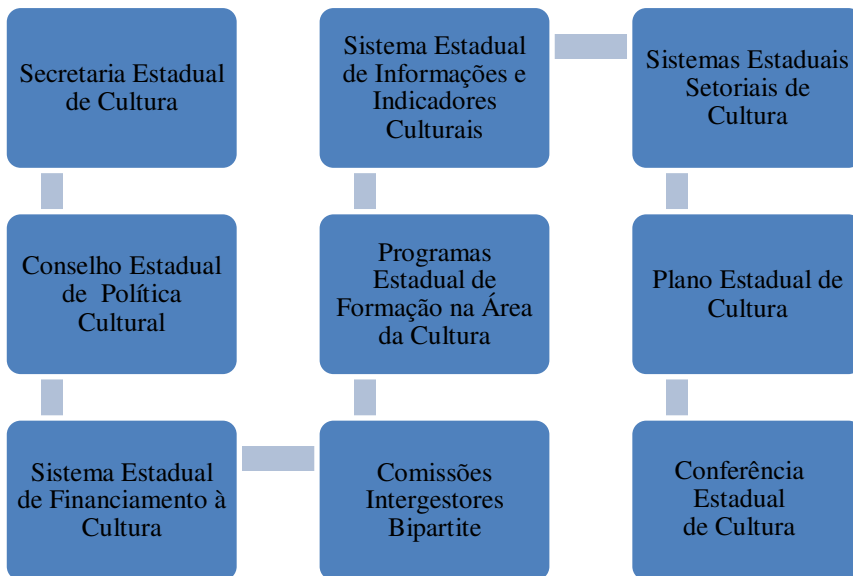 Secretaria Estadual
de Cultura
Conselho Estadual
de Política
Cultural
Sistema Estadual
de Financiamento à
Cultura
Comissões
Intergestores
Bipartite
Programas
Estadual de
Formação na Área
da Cultura
Sistema Estadual
de Informações e
Indicadores
Culturais
Sistemas Estaduais
Setoriais de
Cultura
Plano Estadual de
Cultura
Conferência
Estadual
de Cultura